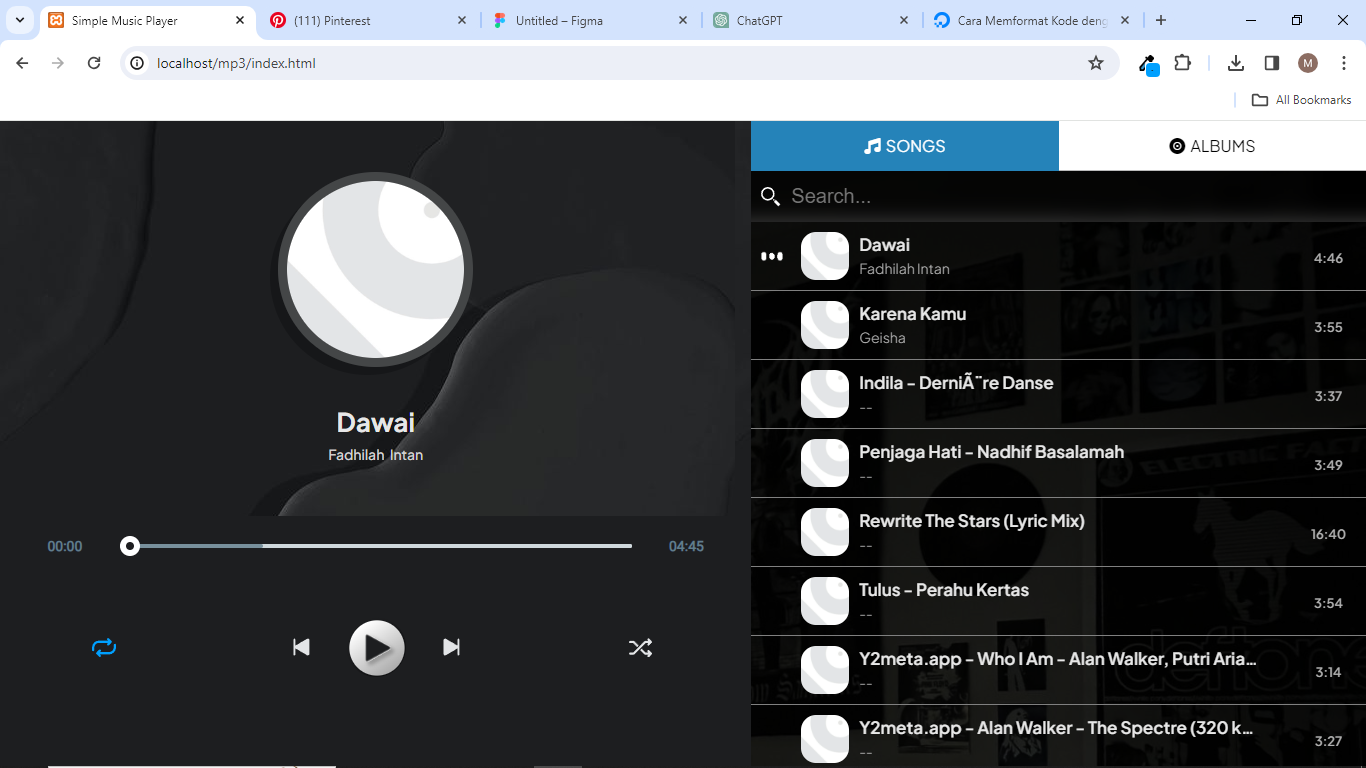 Simple Music Player
(111) Pinterest
Untitled – Figma
ChatGPT
Cara Memformat Kode deng
localhost/mp3/index.html
M
All Bookmarks
SONGS
ALBUMS
Search...
Dawai
Fadhilah Intan
4:46
Karena Kamu
Geisha
3:55
Indila - DerniÃ¨re Danse
--
3:37
Penjaga Hati - Nadhif Basalamah
--
3:49
Rewrite The Stars (Lyric Mix)
--
16:40
Tulus - Perahu Kertas
--
3:54
Y2meta.app - Who I Am - Alan Walker, Putri Aria...
--
3:14
Y2meta.app - Alan Walker - The Spectre (320 k...
--
3:27
Dawai
Fadhilah Intan
00:00
04:45
ELECTRIC
deftone